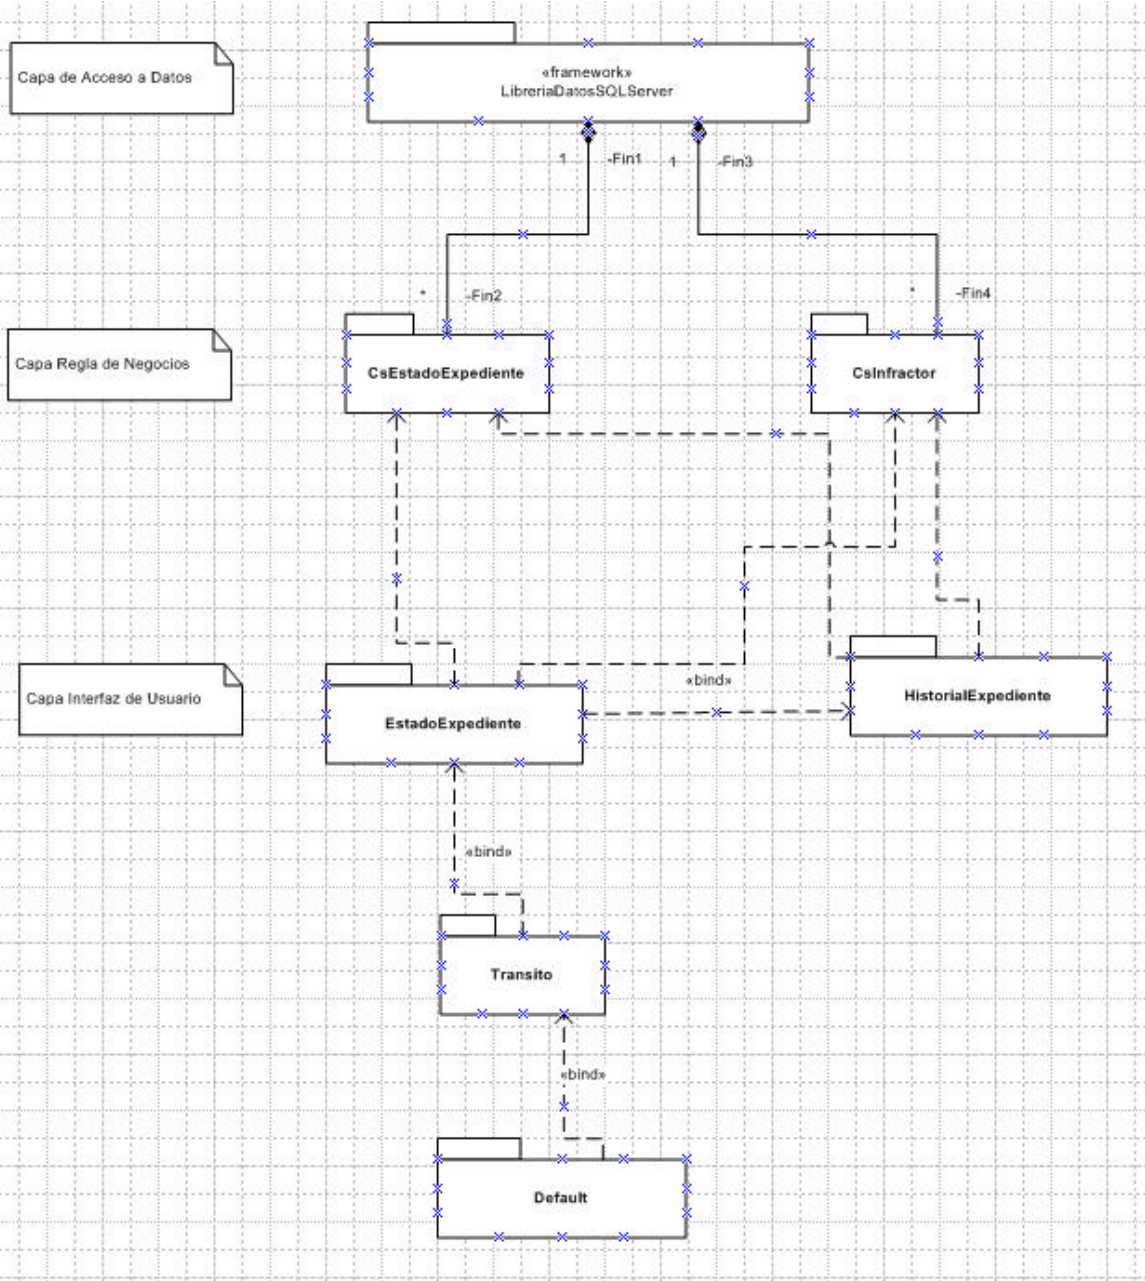 Capa de Acceso a Datos
«framework»
LibreriaDatosSQLServer
1
-Fin1
1
-Fin3
*
-Fin2
*
-Fin4
Capa Regla de Negocios
CsEstadoExpediente
CsInfractor
Capa Interfaz de Usuario
«bind»
HistorialExpediente
EstadoExpediente
«bind»
Transito
«bind»
Default